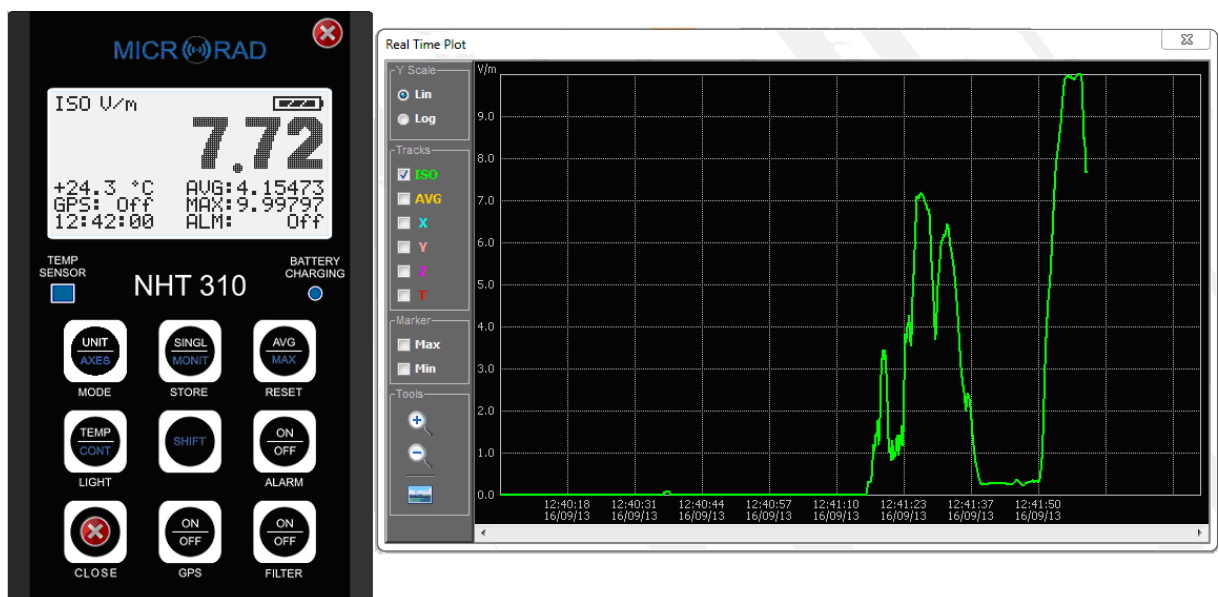 MICRORAD
ISO V/m
7.72
+24.3 °C AVG:4.15473
GPS: Off MAX:9.99797
12:42:00 ALM: Off
TEMP SENSOR
NHT 310
BATTERY CHARGING
UNIT
AXES
MODE
SINGL
MONIT
STORE
AVG
MAX
RESET
TEMP
CONT
LIGHT
SHIFT
ON
OFF
ALARM
CLOSE
ON
OFF
GPS
ON
OFF
FILTER
Real Time Plot
Y Scale
Lin
Log
Tracks
ISO
AVG
X
Y
T
Marker
Max
Min
Tools
V/m
9.0
8.0
7.0
6.0
5.0
4.0
3.0
2.0
1.0
0.0
12:40:18 12:40:31 12:40:44 12:40:57 12:41:10 12:41:23 12:41:37 12:41:50
16/09/13 16/09/13 16/09/13 16/09/13 16/09/13 16/09/13 16/09/13 16/09/13